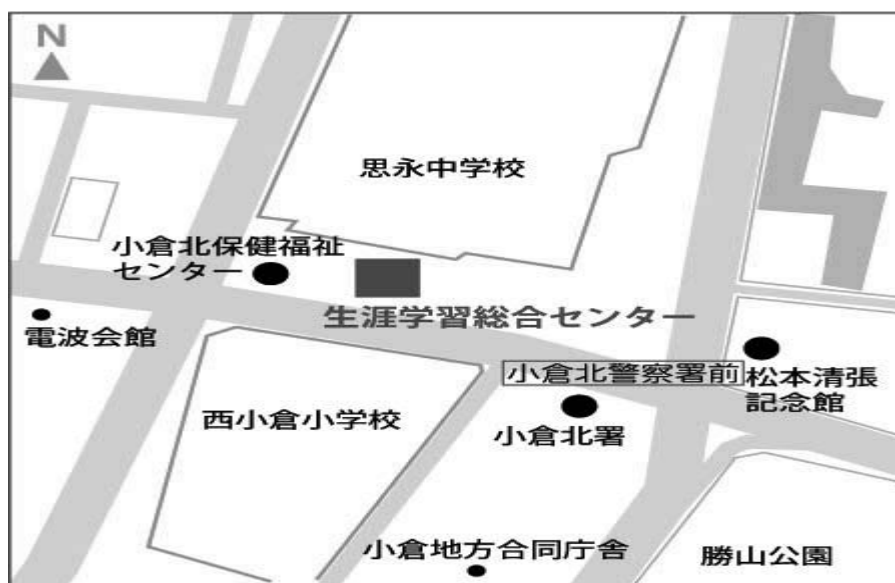 N
思永中学校
小倉北保健福祉
センター
生涯学習総合センター
電波会館
小倉北警察署前
松本清張
記念館
西小倉小学校
小倉北署
小倉地方合同庁舎
勝山公園